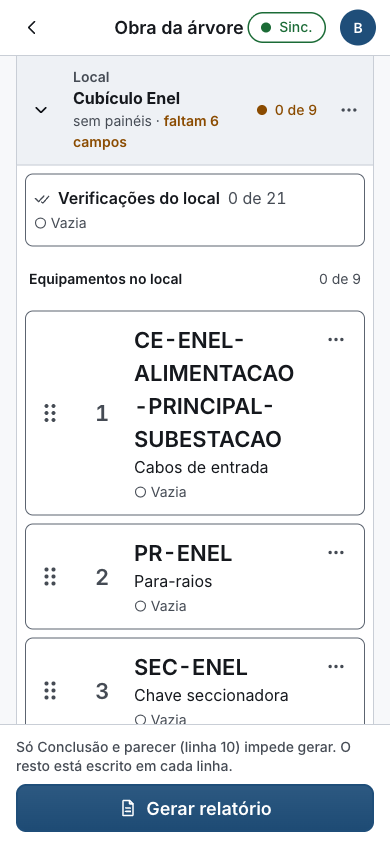 Obra da árvore
Sinc.
B
Local
Cubículo Enel
sem painéis · faltam 6
campos
0 de 9
Verificações do local 0 de 21
Vazia
Equipamentos no local 0 de 9
1
CE-ENEL-
ALIMENTACAO
-PRINCIPAL-
SUBESTACAO
Cabos de entrada
Vazia
2
PR-ENEL
Para-raios
Vazia
3
SEC-ENEL
Chave seccionadora
Vazia
Só Conclusão e parecer (linha 10) impede gerar. O
resto está escrito em cada linha.
Gerar relatório